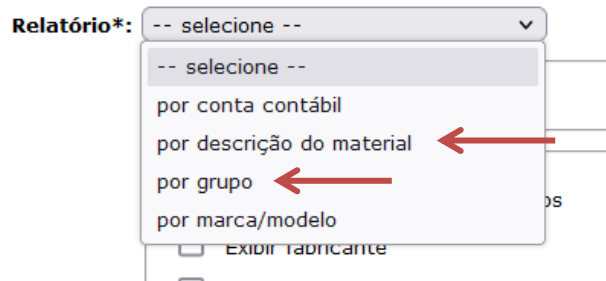 Relatório*: -- selecione --
-- selecione --
por conta contábil
por descrição do material
por grupo
por marca/modelo
Exibir fabricante